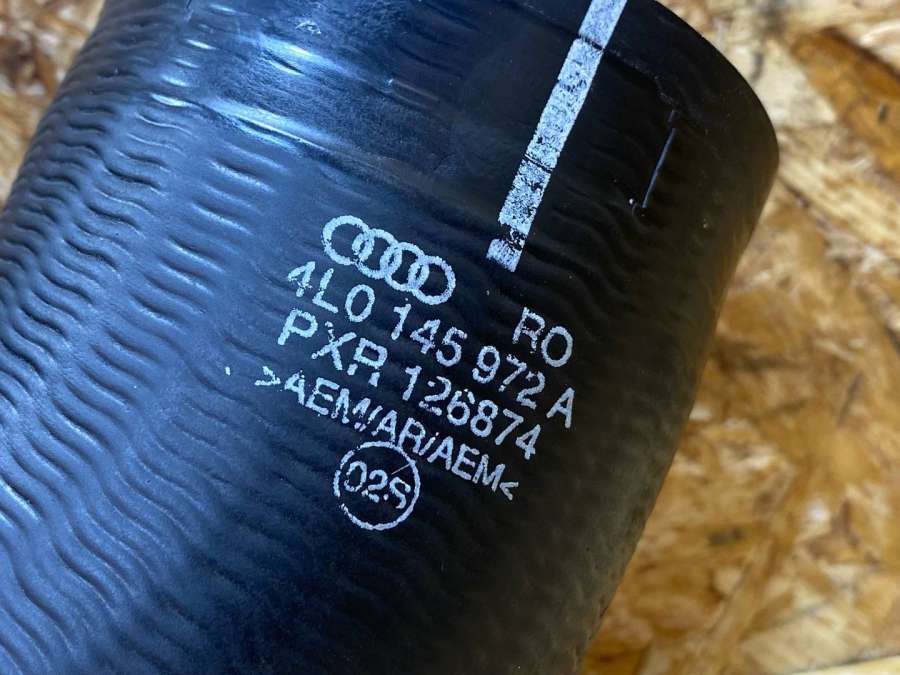 RO
4L0 145 972 A
PXR 126874
>AEM/AR/AEM<
02S